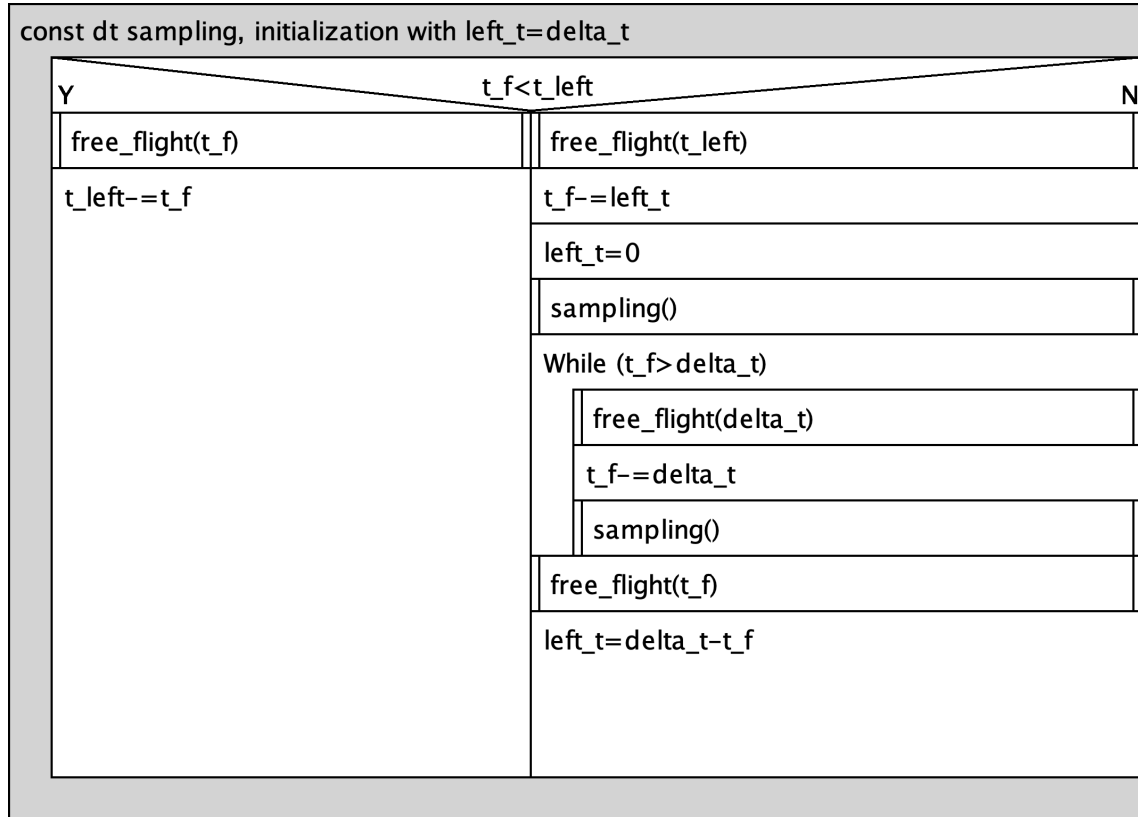 const dt sampling, initialization with left_t=delta_t
t_f<t_left
Y
N
free_flight(t_f)
t_left-=t_f
free_flight(t_left)
t_f-=left_t
left_t=0
sampling()
While (t_f>delta_t)
free_flight(delta_t)
t_f-=delta_t
sampling()
free_flight(t_f)
left_t=delta_t-t_f